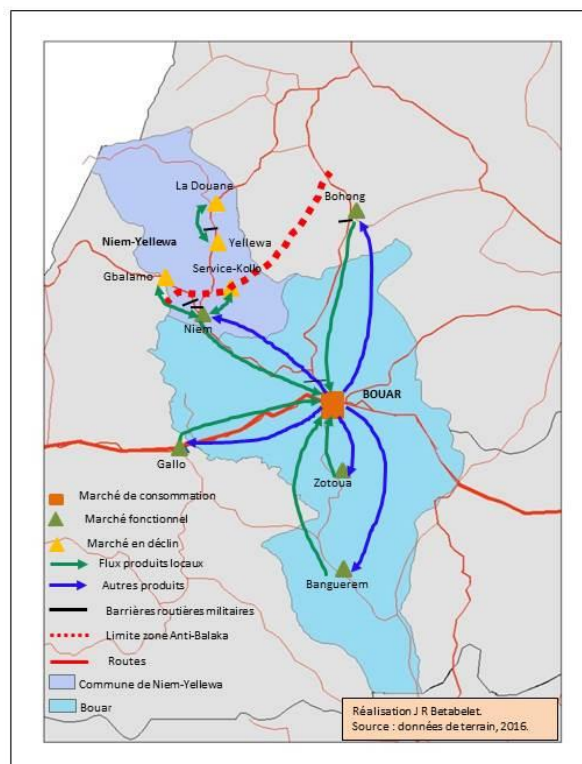 La Douane
Bohong
Niem-Yellewa
Yellewa
Service-Kollo
Gbalamo
Niem
BOUAR
Gallo
Zotoua
Banguerem
Marché de consommation
Marché fonctionnel
Marché en déclin
Flux produits locaux
Autres produits
Barrières routières militaires
Limite zone Anti-Balaka
Routes
Commune de Niem-Yellewa
Bouar
Réalisation J R Betabelet.
Source : données de terrain, 2016.